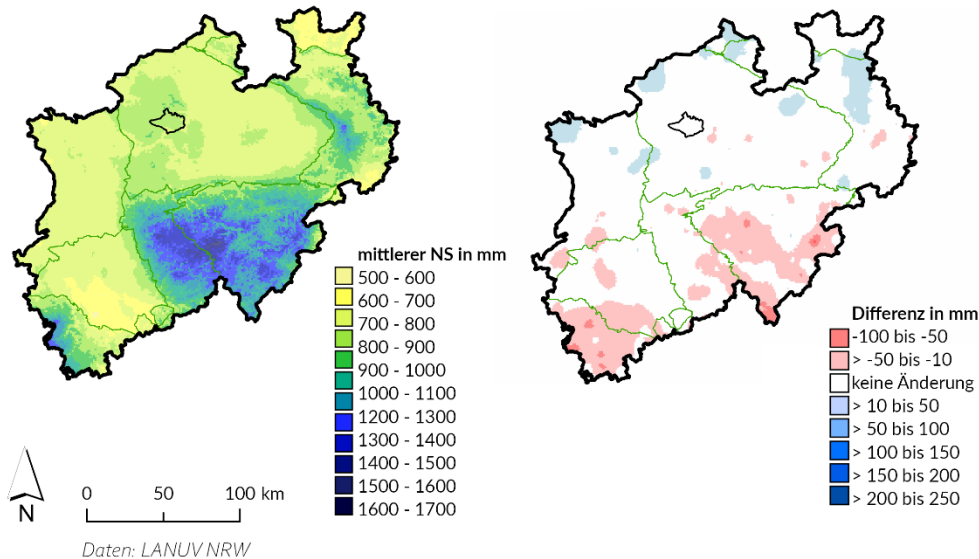 mittlerer NS in mm
500 - 600
600 - 700
700 - 800
800 - 900
900 - 1000
1000 - 1100
1200 - 1300
1300 - 1400
1400 - 1500
1500 - 1600
1600 - 1700
Differenz in mm
-100 bis -50
> -50 bis -10
keine Änderung
> 10 bis 50
> 50 bis 100
> 100 bis 150
> 150 bis 200
> 200 bis 250
N
0 50 100 km
Daten: LANUV NRW